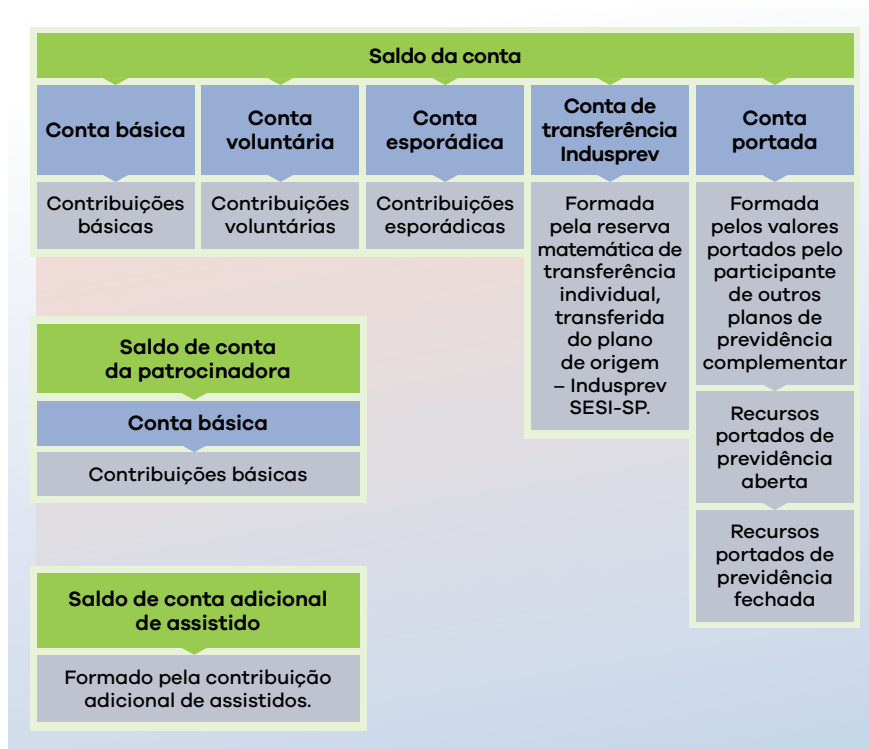 Saldo da conta
Conta básica
Contribuições
básicas
Conta
voluntária
Contribuições
voluntárias
Conta
esporádica
Contribuições
esporádicas
Conta de
transferência
Indusprev
Formada
pela reserva
matemática de
transferência
individual,
transferida
do plano
de origem
– Indusprev
SESI-SP.
Conta
portada
Formada
pelos valores
portados pelo
participante
de outros
planos de
previdência
complementar
Recursos
portados de
previdência
aberta
Recursos
portados de
previdência
fechada
Saldo de conta
da patrocinadora
Conta básica
Contribuições básicas
Saldo de conta adicional
de assistido
Formado pela contribuição
adicional de assistidos.